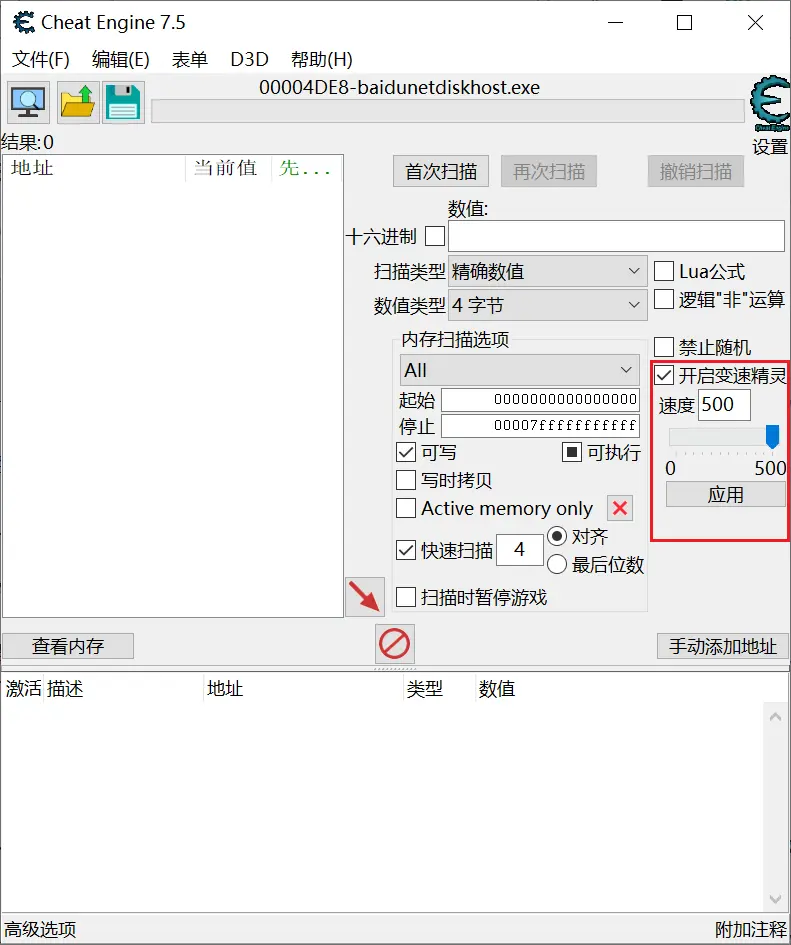 Cheat Engine 7.5
文件(F) 编辑(E) 表单 D3D 帮助(H)
00004DE8-baidunetdiskhost.exe
Cheat Engine
设置
结果:0
地址 当前值 先...
首次扫描 再次扫描 撤销扫描
数值:
十六进制
扫描类型 精确数值 Lua公式
数值类型 4 字节 逻辑"非"运算
内存扫描选项 禁止随机
All 开启变速精灵
起始 0000000000000000 速度 500
停止 00007fffffffffff
可写 可执行 0 500
写时拷贝 应用
Active memory only
快速扫描 4 对齐
最后位数
扫描时暂停游戏
查看内存 手动添加地址
激活 描述 地址 类型 数值
高级选项 附加注释